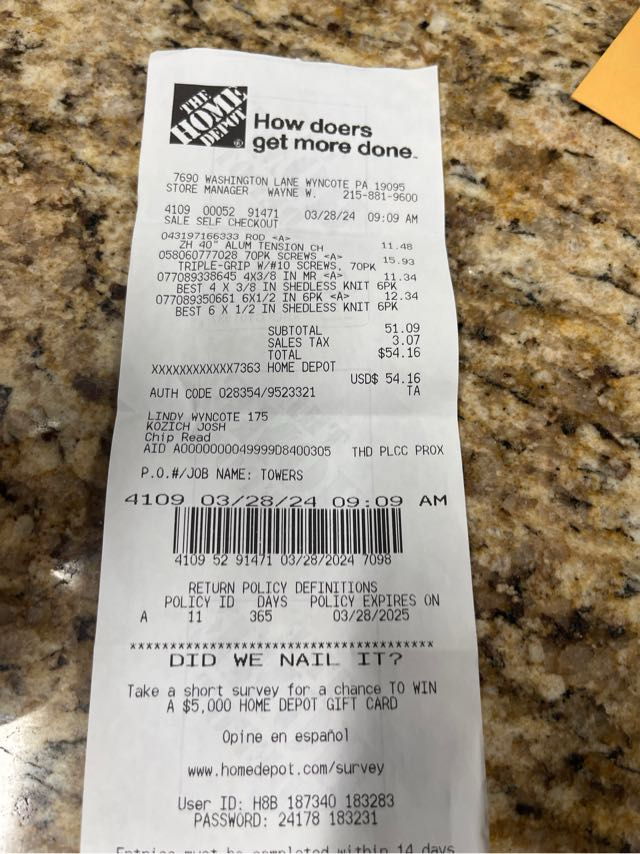 THE
HOME
DEPOT
®
How doers
get more done™
7690 WASHINGTON LANE WYNCOTE PA 19095
STORE MANAGER WAYNE W. 215-881-9600
4109 00052 91471 03/28/24 09:09 AM
SALE SELF CHECKOUT
043197166333 ROD <A> 11.48
ZH 40" ALUM TENSION CH
058060777028 70PK SCREWS <A> 15.93
TRIPLE-GRIP W/#10 SCREWS, 70PK
077089338645 4X3/8 IN MR <A> 11.34
BEST 4 X 3/8 IN SHEDLESS KNIT 6PK
077089350661 6X1/2 IN 6PK <A> 12.34
BEST 6 X 1/2 IN SHEDLESS KNIT 6PK
SUBTOTAL 51.09
SALES TAX 3.07
TOTAL $54.16
XXXXXXXXXXXX7363 HOME DEPOT
USD$ 54.16
AUTH CODE 028354/9523321 TA
LINDY WYNCOTE 175
KOZICH JOSH
Chip Read
AID A0000000049999D8400305 THD PLCC PROX
P.O.#/JOB NAME: TOWERS
4109 03/28/24 09:09 AM
4109 52 91471 03/28/2024 7098
RETURN POLICY DEFINITIONS
POLICY ID DAYS POLICY EXPIRES ON
A 11 365 03/28/2025
****************************************
DID WE NAIL IT?
Take a short survey for a chance TO WIN
A $5,000 HOME DEPOT GIFT CARD
Opine en español
www.homedepot.com/survey
User ID: H8B 187340 183283
PASSWORD: 24178 183231
Entries must be completed within 14 days